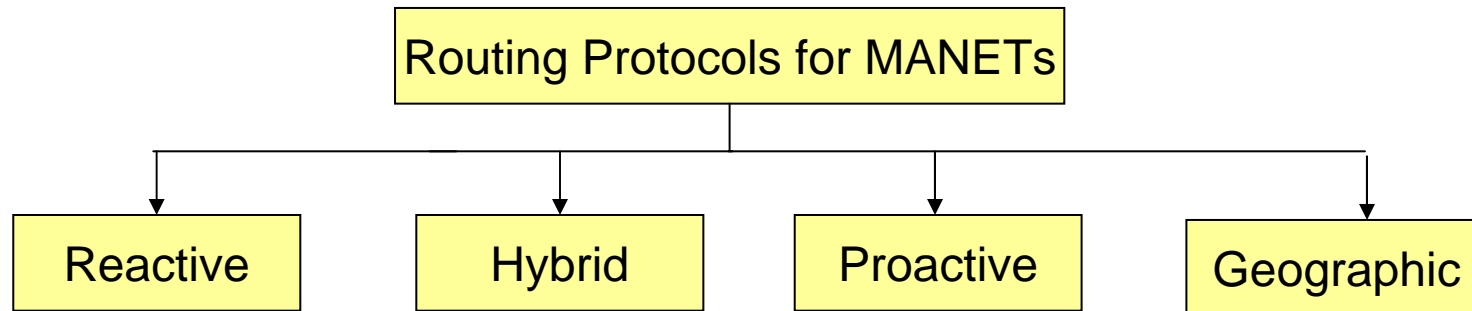 Routing Protocols for MANETs
Reactive
Hybrid
Proactive
Geographic